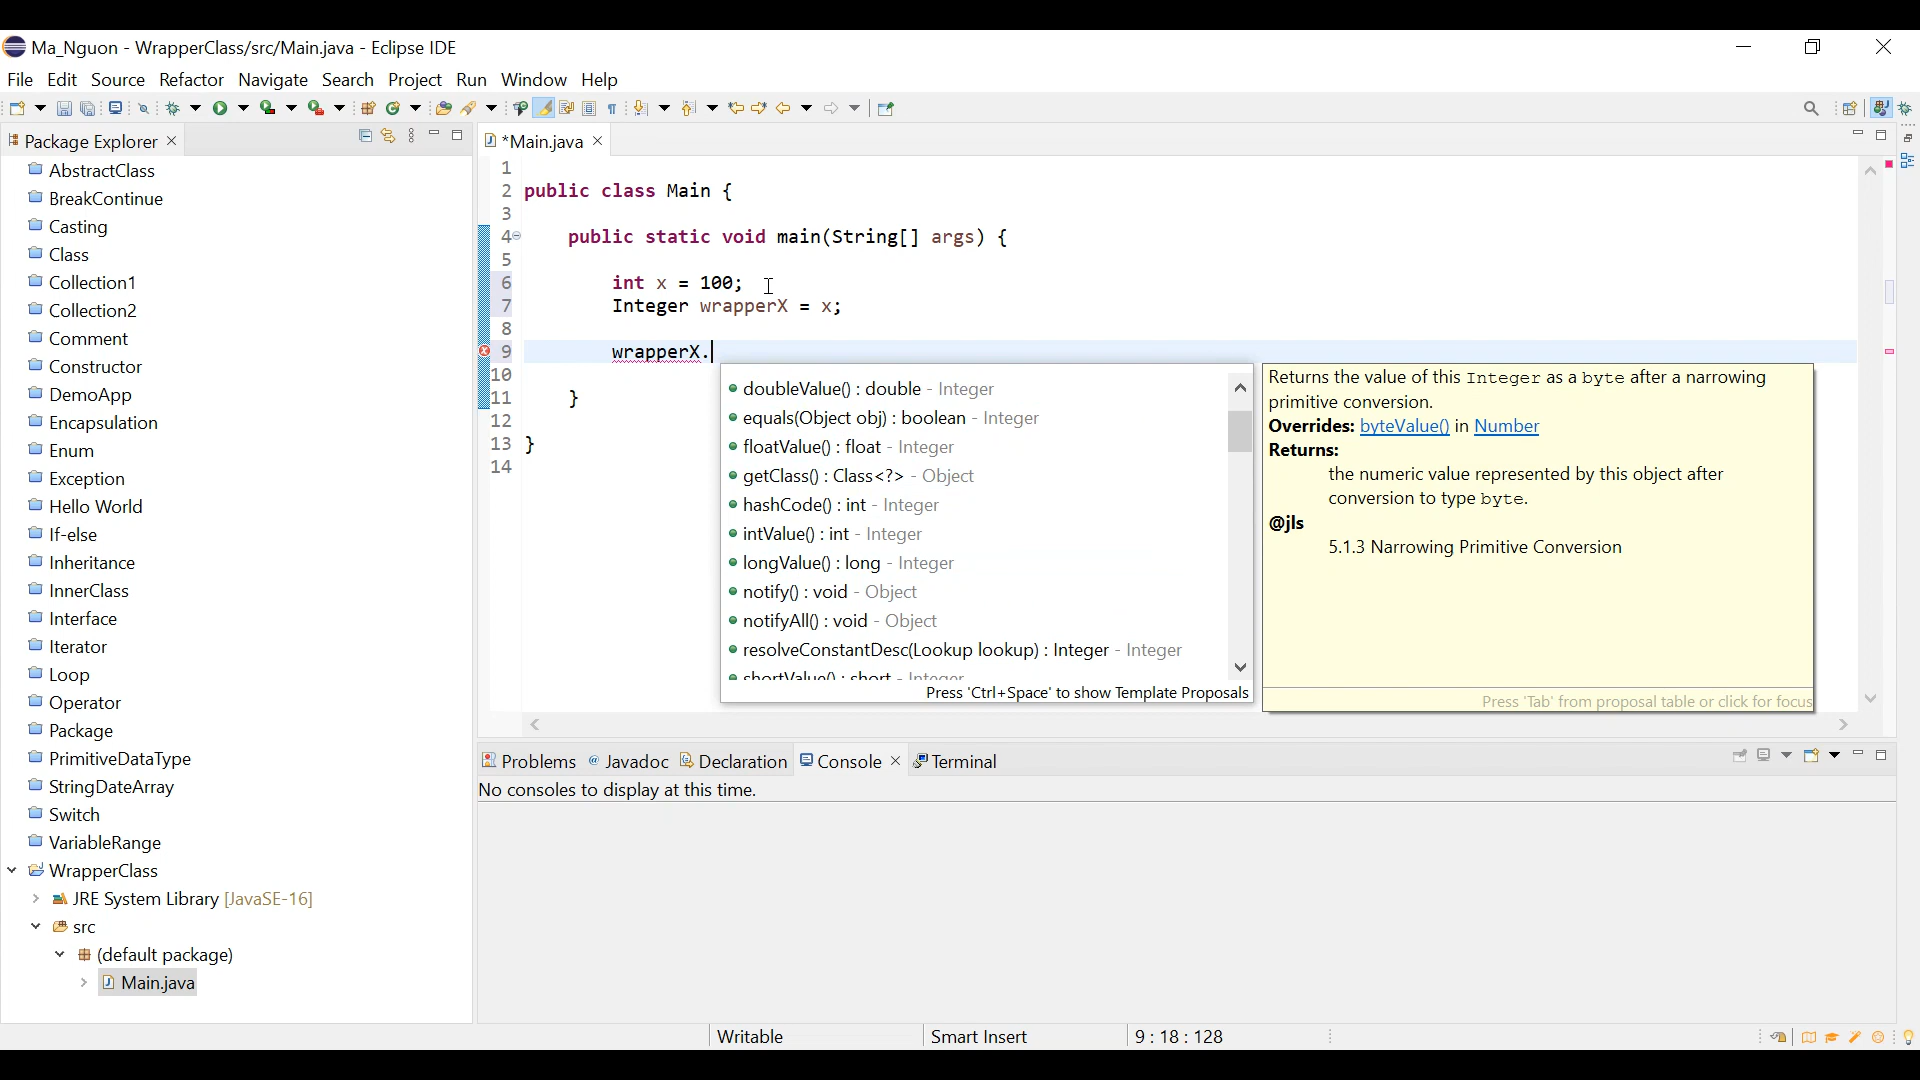 Ma_Nguon - WrapperClass/src/Main.java - Eclipse IDE
File Edit Source Refactor Navigate Search Project Run Window Help
Package Explorer
AbstractClass
BreakContinue
Casting
Class
Collection1
Collection2
Comment
Constructor
DemoApp
Encapsulation
Enum
Exception
Hello World
If-else
Inheritance
InnerClass
Interface
Iterator
Loop
Operator
Package
PrimitiveDataType
StringDateArray
Switch
VariableRange
WrapperClass
JRE System Library [JavaSE-16]
src
(default package)
Main.java
*Main.java
1
2 public class Main {
3
4 public static void main(String[] args) {
5
6 int x = 100;
7 Integer wrapperX = x;
8
9 wrapperX.
10
11 }
12
13 }
14
doubleValue() : double - Integer
equals(Object obj) : boolean - Integer
floatValue() : float - Integer
getClass() : Class<?> - Object
hashCode() : int - Integer
intValue() : int - Integer
longValue() : long - Integer
notify() : void - Object
notifyAll() : void - Object
resolveConstantDesc(Lookup lookup) : Integer - Integer
shortValue() : short - Integer
Press 'Ctrl+Space' to show Template Proposals
Returns the value of this Integer as a byte after a narrowing
primitive conversion.
Overrides: byteValue() in Number
Returns:
the numeric value represented by this object after
conversion to type byte.
@jls
5.1.3 Narrowing Primitive Conversion
Press 'Tab' from proposal table or click for focus
Problems @ Javadoc Declaration Console Terminal
No consoles to display at this time.
Writable Smart Insert 9 : 18 : 128